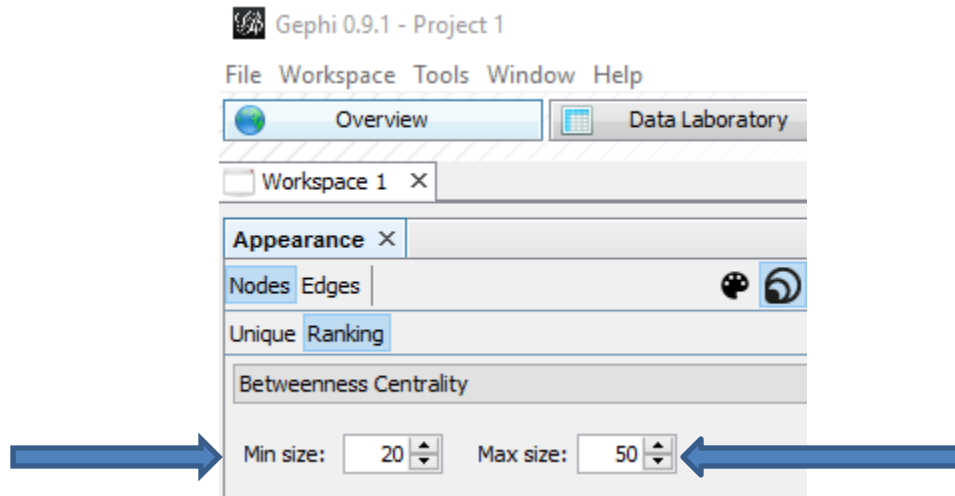 Gephi 0.9.1 - Project 1
File Workspace Tools Window Help
Overview Data Laboratory
Workspace 1
Appearance
Nodes Edges
Unique Ranking
Betweenness Centrality
Min size: 20 Max size: 50